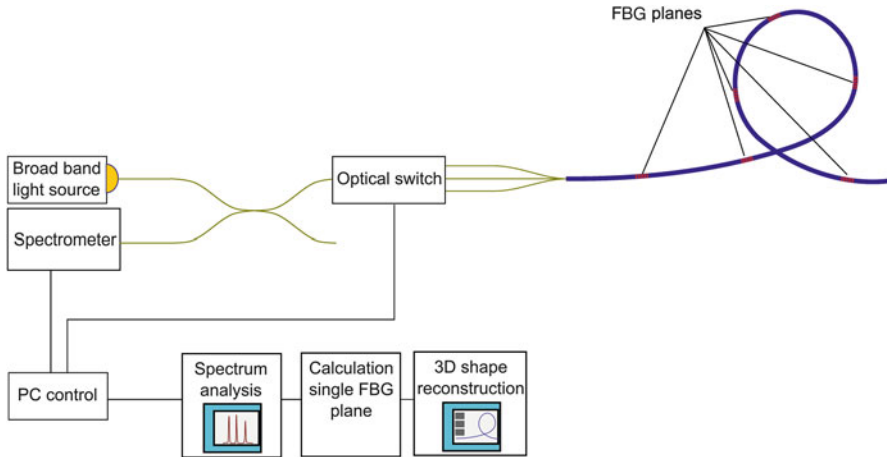 FBG planes
Broad band
light source
Optical switch
Spectrometer
PC control
Spectrum
analysis
Calculation
single FBG
plane
3D shape
reconstruction